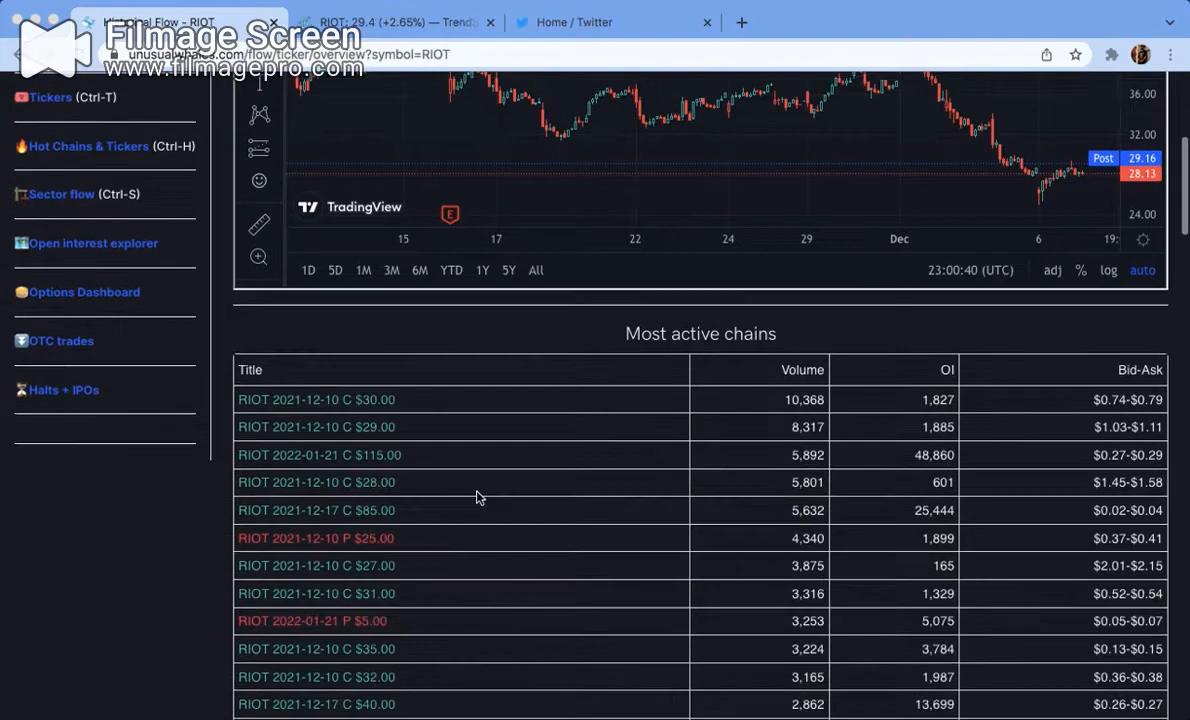 Historical Flow - RIOT
RIOT: 29.4 (+2.65%) — Trend
Home / Twitter
Filmage Screen
www.filmagepro.com
unusualwhales.com/flow/ticker/overview?symbol=RIOT
Tickers (Ctrl-T)
Hot Chains & Tickers (Ctrl-H)
Sector flow (Ctrl-S)
Open interest explorer
Options Dashboard
OTC trades
Halts + IPOs
36.00
32.00
Post 29.16
28.13
24.00
TradingView
E
15 17 22 24 29 Dec 6 19:
1D 5D 1M 3M 6M YTD 1Y 5Y All 23:00:40 (UTC) adj % log auto
Most active chains
Title Volume OI Bid-Ask
RIOT 2021-12-10 C $30.00 10,368 1,827 $0.74-$0.79
RIOT 2021-12-10 C $29.00 8,317 1,885 $1.03-$1.11
RIOT 2022-01-21 C $115.00 5,892 48,860 $0.27-$0.29
RIOT 2021-12-10 C $28.00 5,801 601 $1.45-$1.58
RIOT 2021-12-17 C $85.00 5,632 25,444 $0.02-$0.04
RIOT 2021-12-10 P $25.00 4,340 1,899 $0.37-$0.41
RIOT 2021-12-10 C $27.00 3,875 165 $2.01-$2.15
RIOT 2021-12-10 C $31.00 3,316 1,329 $0.52-$0.54
RIOT 2022-01-21 P $5.00 3,253 5,075 $0.05-$0.07
RIOT 2021-12-10 C $35.00 3,224 3,784 $0.13-$0.15
RIOT 2021-12-10 C $32.00 3,165 1,987 $0.36-$0.38
RIOT 2021-12-17 C $40.00 2,862 13,699 $0.26-$0.27